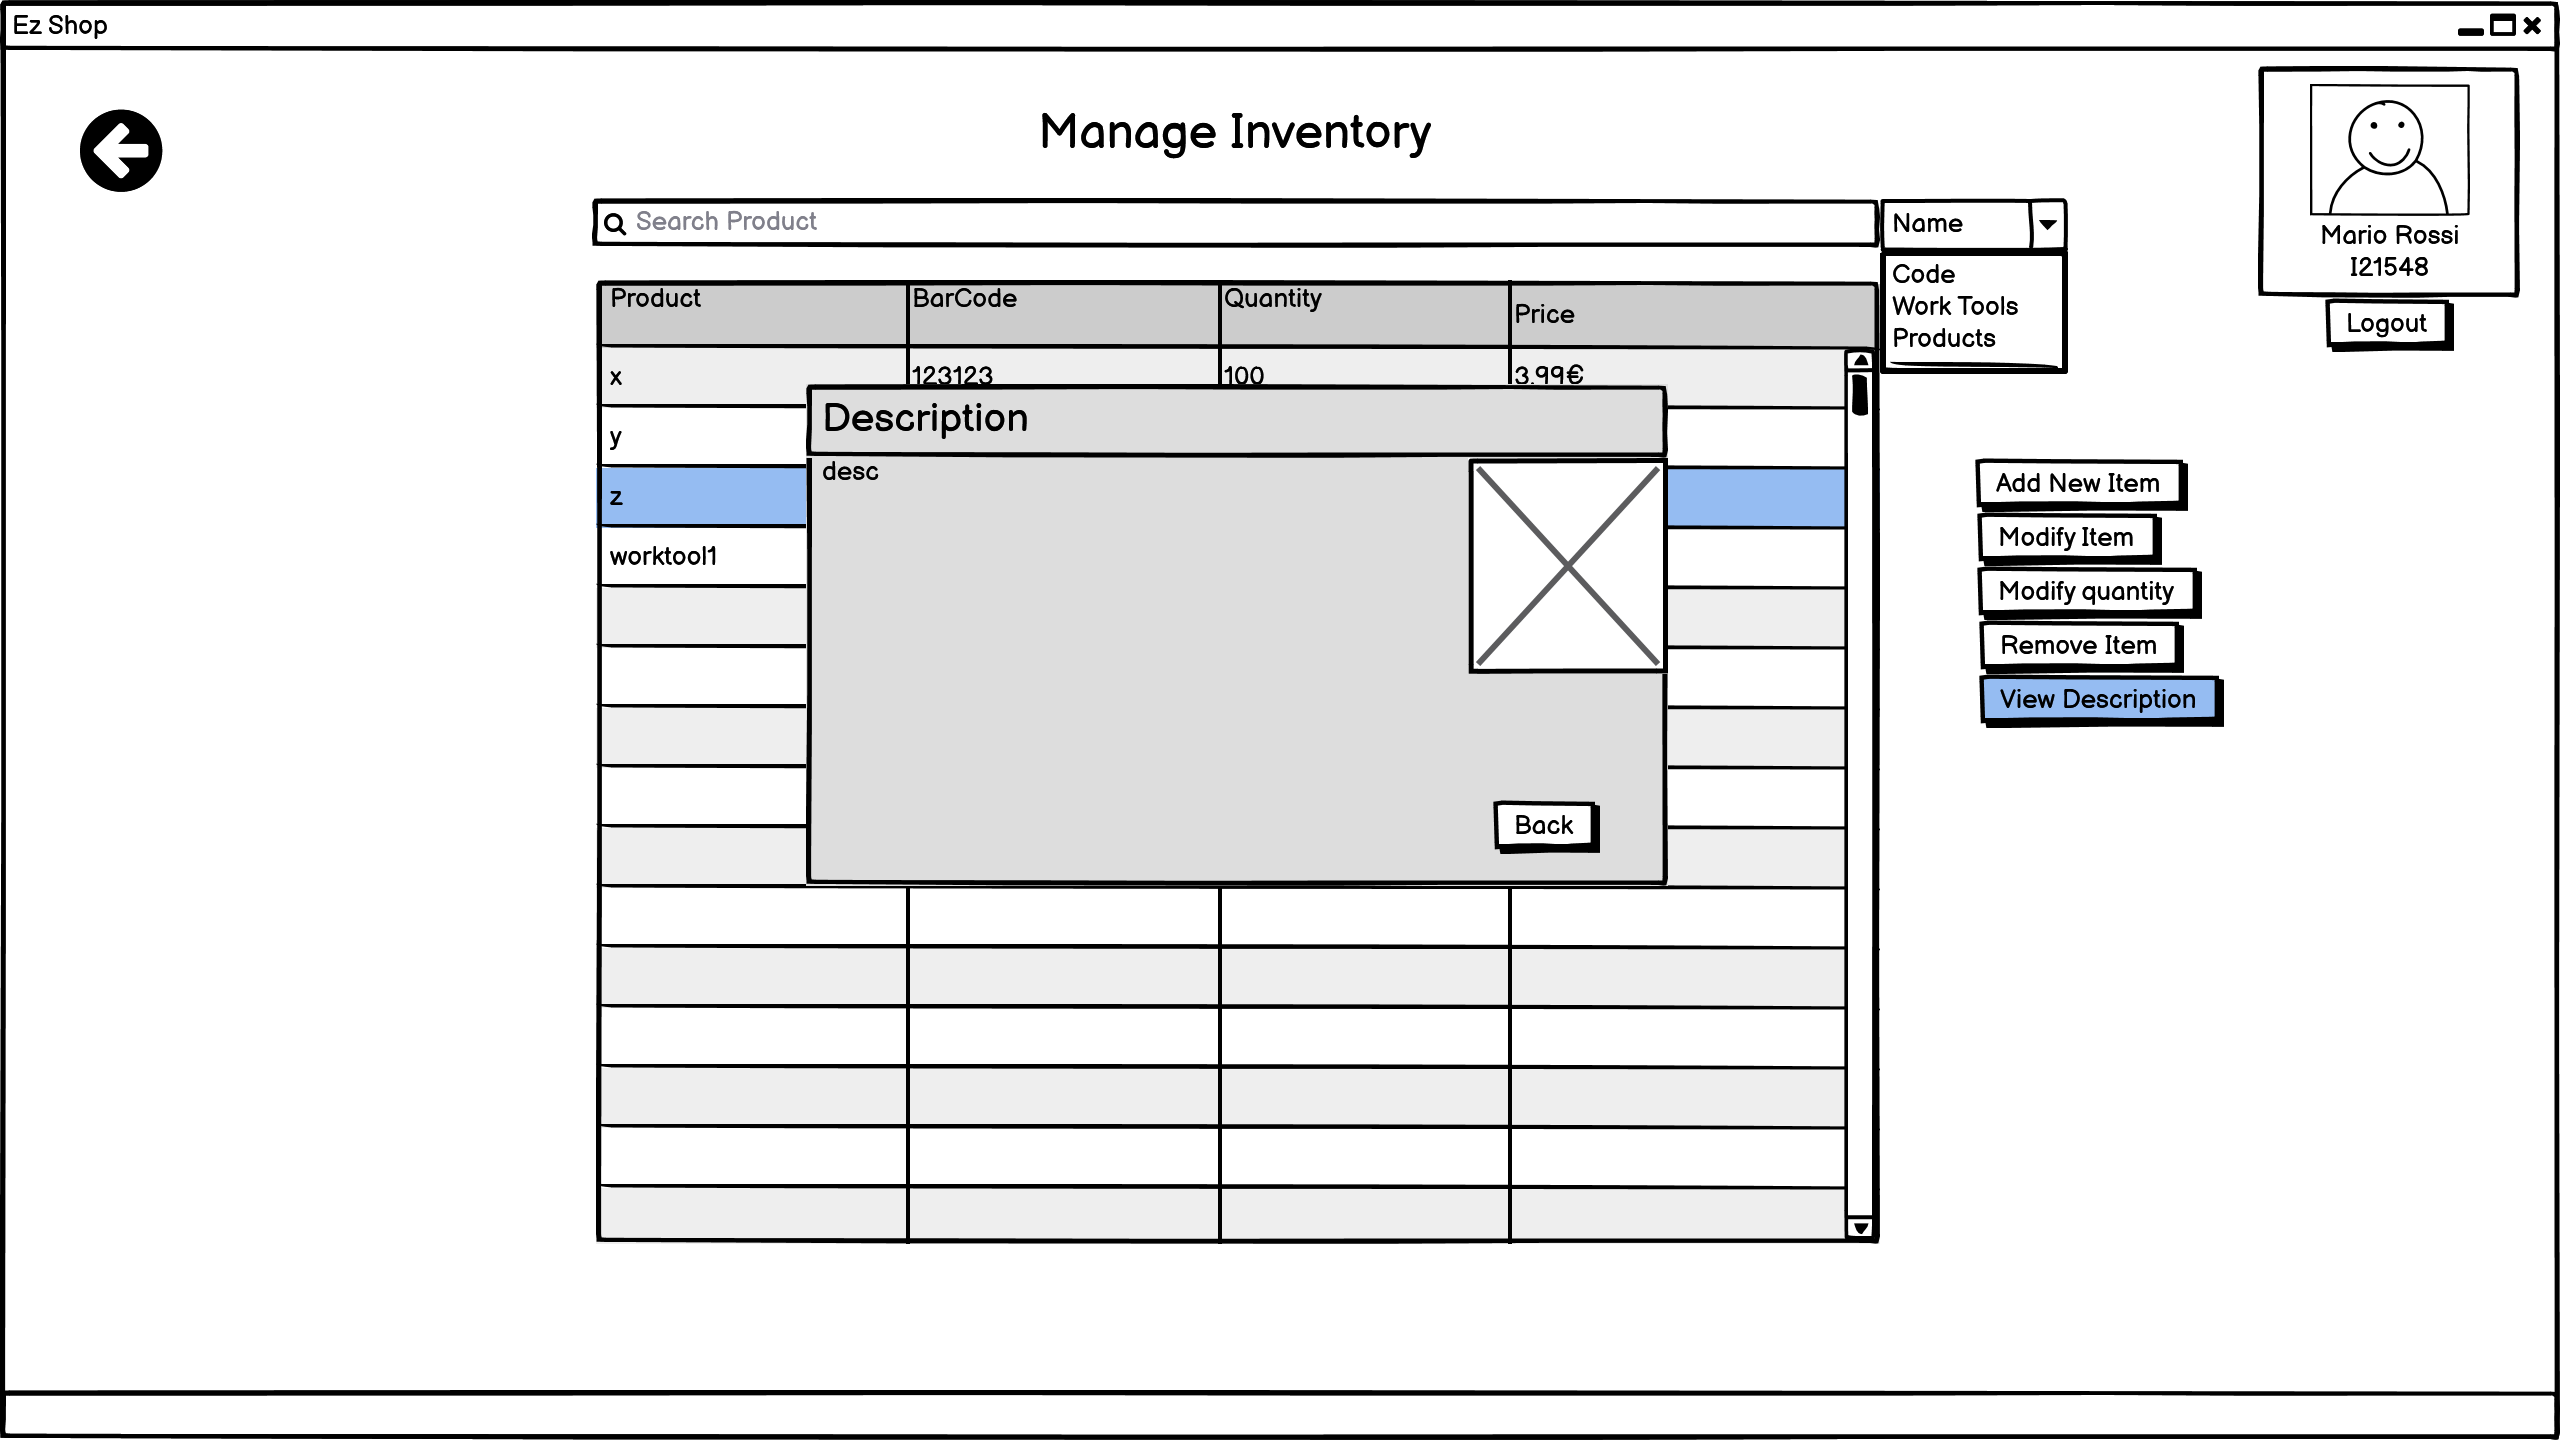 Ez Shop
Manage Inventory
Mario Rossi
I21548
Logout
Search Product
Name
Code
Work Tools
Products
Product BarCode Quantity Price
x 123123 100 3.99€
y
z
worktool1
Description
desc
Back
Add New Item
Modify Item
Modify quantity
Remove Item
View Description